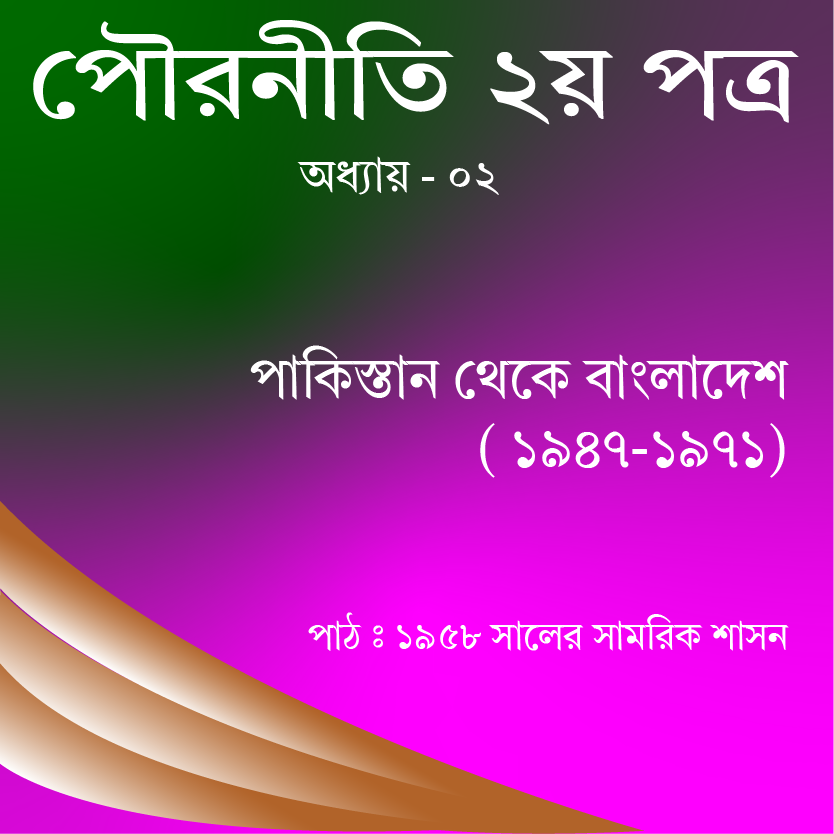 পৌরনীতি ২য় পত্র
অধ্যায় - ০২
পাকিস্তান থেকে বাংলাদেশ
( ১৯৪৭-১৯৭১)
পাঠ ঃ ১৯৫৮ সালের সামরিক শাসন